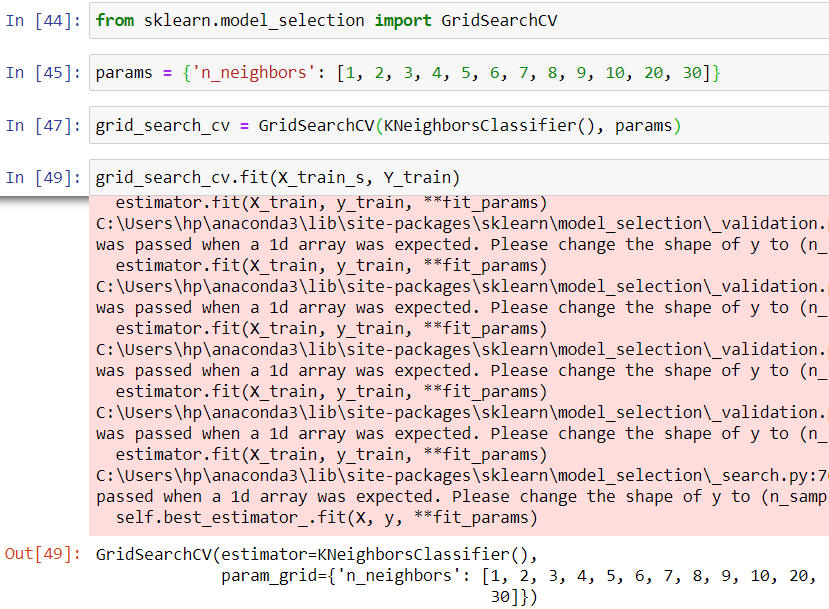 In [44]: from sklearn.model_selection import GridSearchCV
In [45]: params = {'n_neighbors': [1, 2, 3, 4, 5, 6, 7, 8, 9, 10, 20, 30]}
In [47]: grid_search_cv = GridSearchCV(KNeighborsClassifier(), params)
In [49]: grid_search_cv.fit(X_train_s, Y_train)
estimator.fit(X_train, y_train, **fit_params)
C:\Users\hp\anaconda3\lib\site-packages\sklearn\model_selection\_validation.
was passed when a 1d array was expected. Please change the shape of y to (n_
estimator.fit(X_train, y_train, **fit_params)
C:\Users\hp\anaconda3\lib\site-packages\sklearn\model_selection\_validation.
was passed when a 1d array was expected. Please change the shape of y to (n_
estimator.fit(X_train, y_train, **fit_params)
C:\Users\hp\anaconda3\lib\site-packages\sklearn\model_selection\_validation.
was passed when a 1d array was expected. Please change the shape of y to (n_
estimator.fit(X_train, y_train, **fit_params)
C:\Users\hp\anaconda3\lib\site-packages\sklearn\model_selection\_validation.
was passed when a 1d array was expected. Please change the shape of y to (n_
estimator.fit(X_train, y_train, **fit_params)
C:\Users\hp\anaconda3\lib\site-packages\sklearn\model_selection\_search.py:7
passed when a 1d array was expected. Please change the shape of y to (n_samp
self.best_estimator_.fit(X, y, **fit_params)
Out[49]: GridSearchCV(estimator=KNeighborsClassifier(),
param_grid={'n_neighbors': [1, 2, 3, 4, 5, 6, 7, 8, 9, 10, 20,
30]})